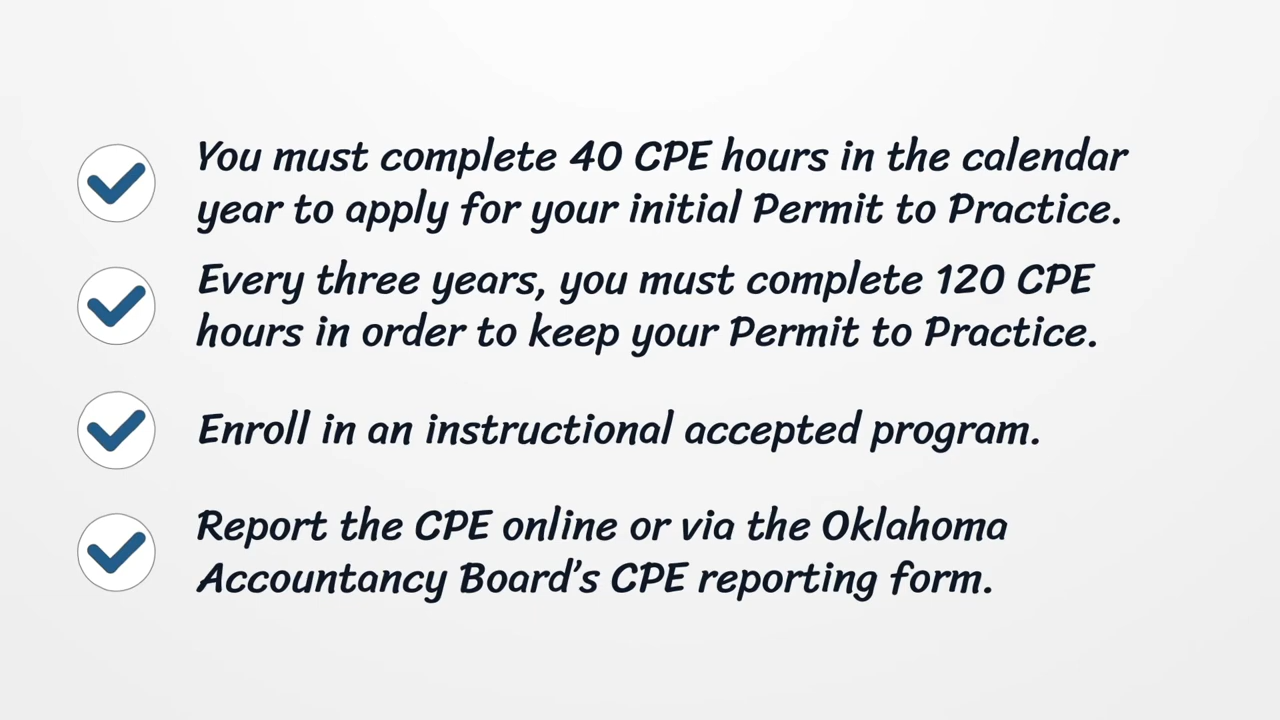 You must complete 40 CPE hours in the calendar
year to apply for your initial Permit to Practice.
Every three years, you must complete 120 CPE
hours in order to keep your Permit to Practice.
Enroll in an instructional accepted program.
Report the CPE online or via the Oklahoma
Accountancy Board's CPE reporting form.